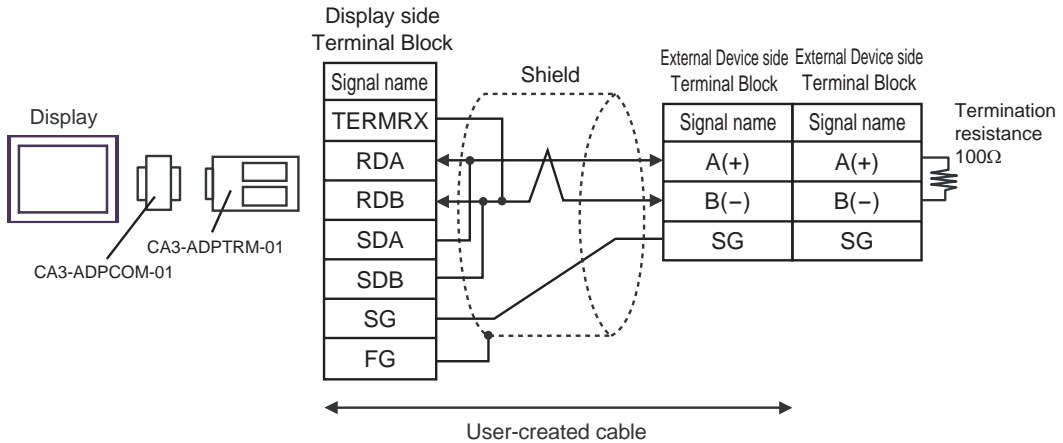 Display
CA3-ADPCOM-01
CA3-ADPTRM-01
Display side
Terminal Block
Signal name
TERMRX
RDA
RDB
SDA
SDB
SG
FG
Shield
External Device side
Terminal Block
Signal name
A(+)
B(−)
SG
External Device side
Terminal Block
Signal name
A(+)
B(−)
SG
Termination
resistance
100Ω
User-created cable